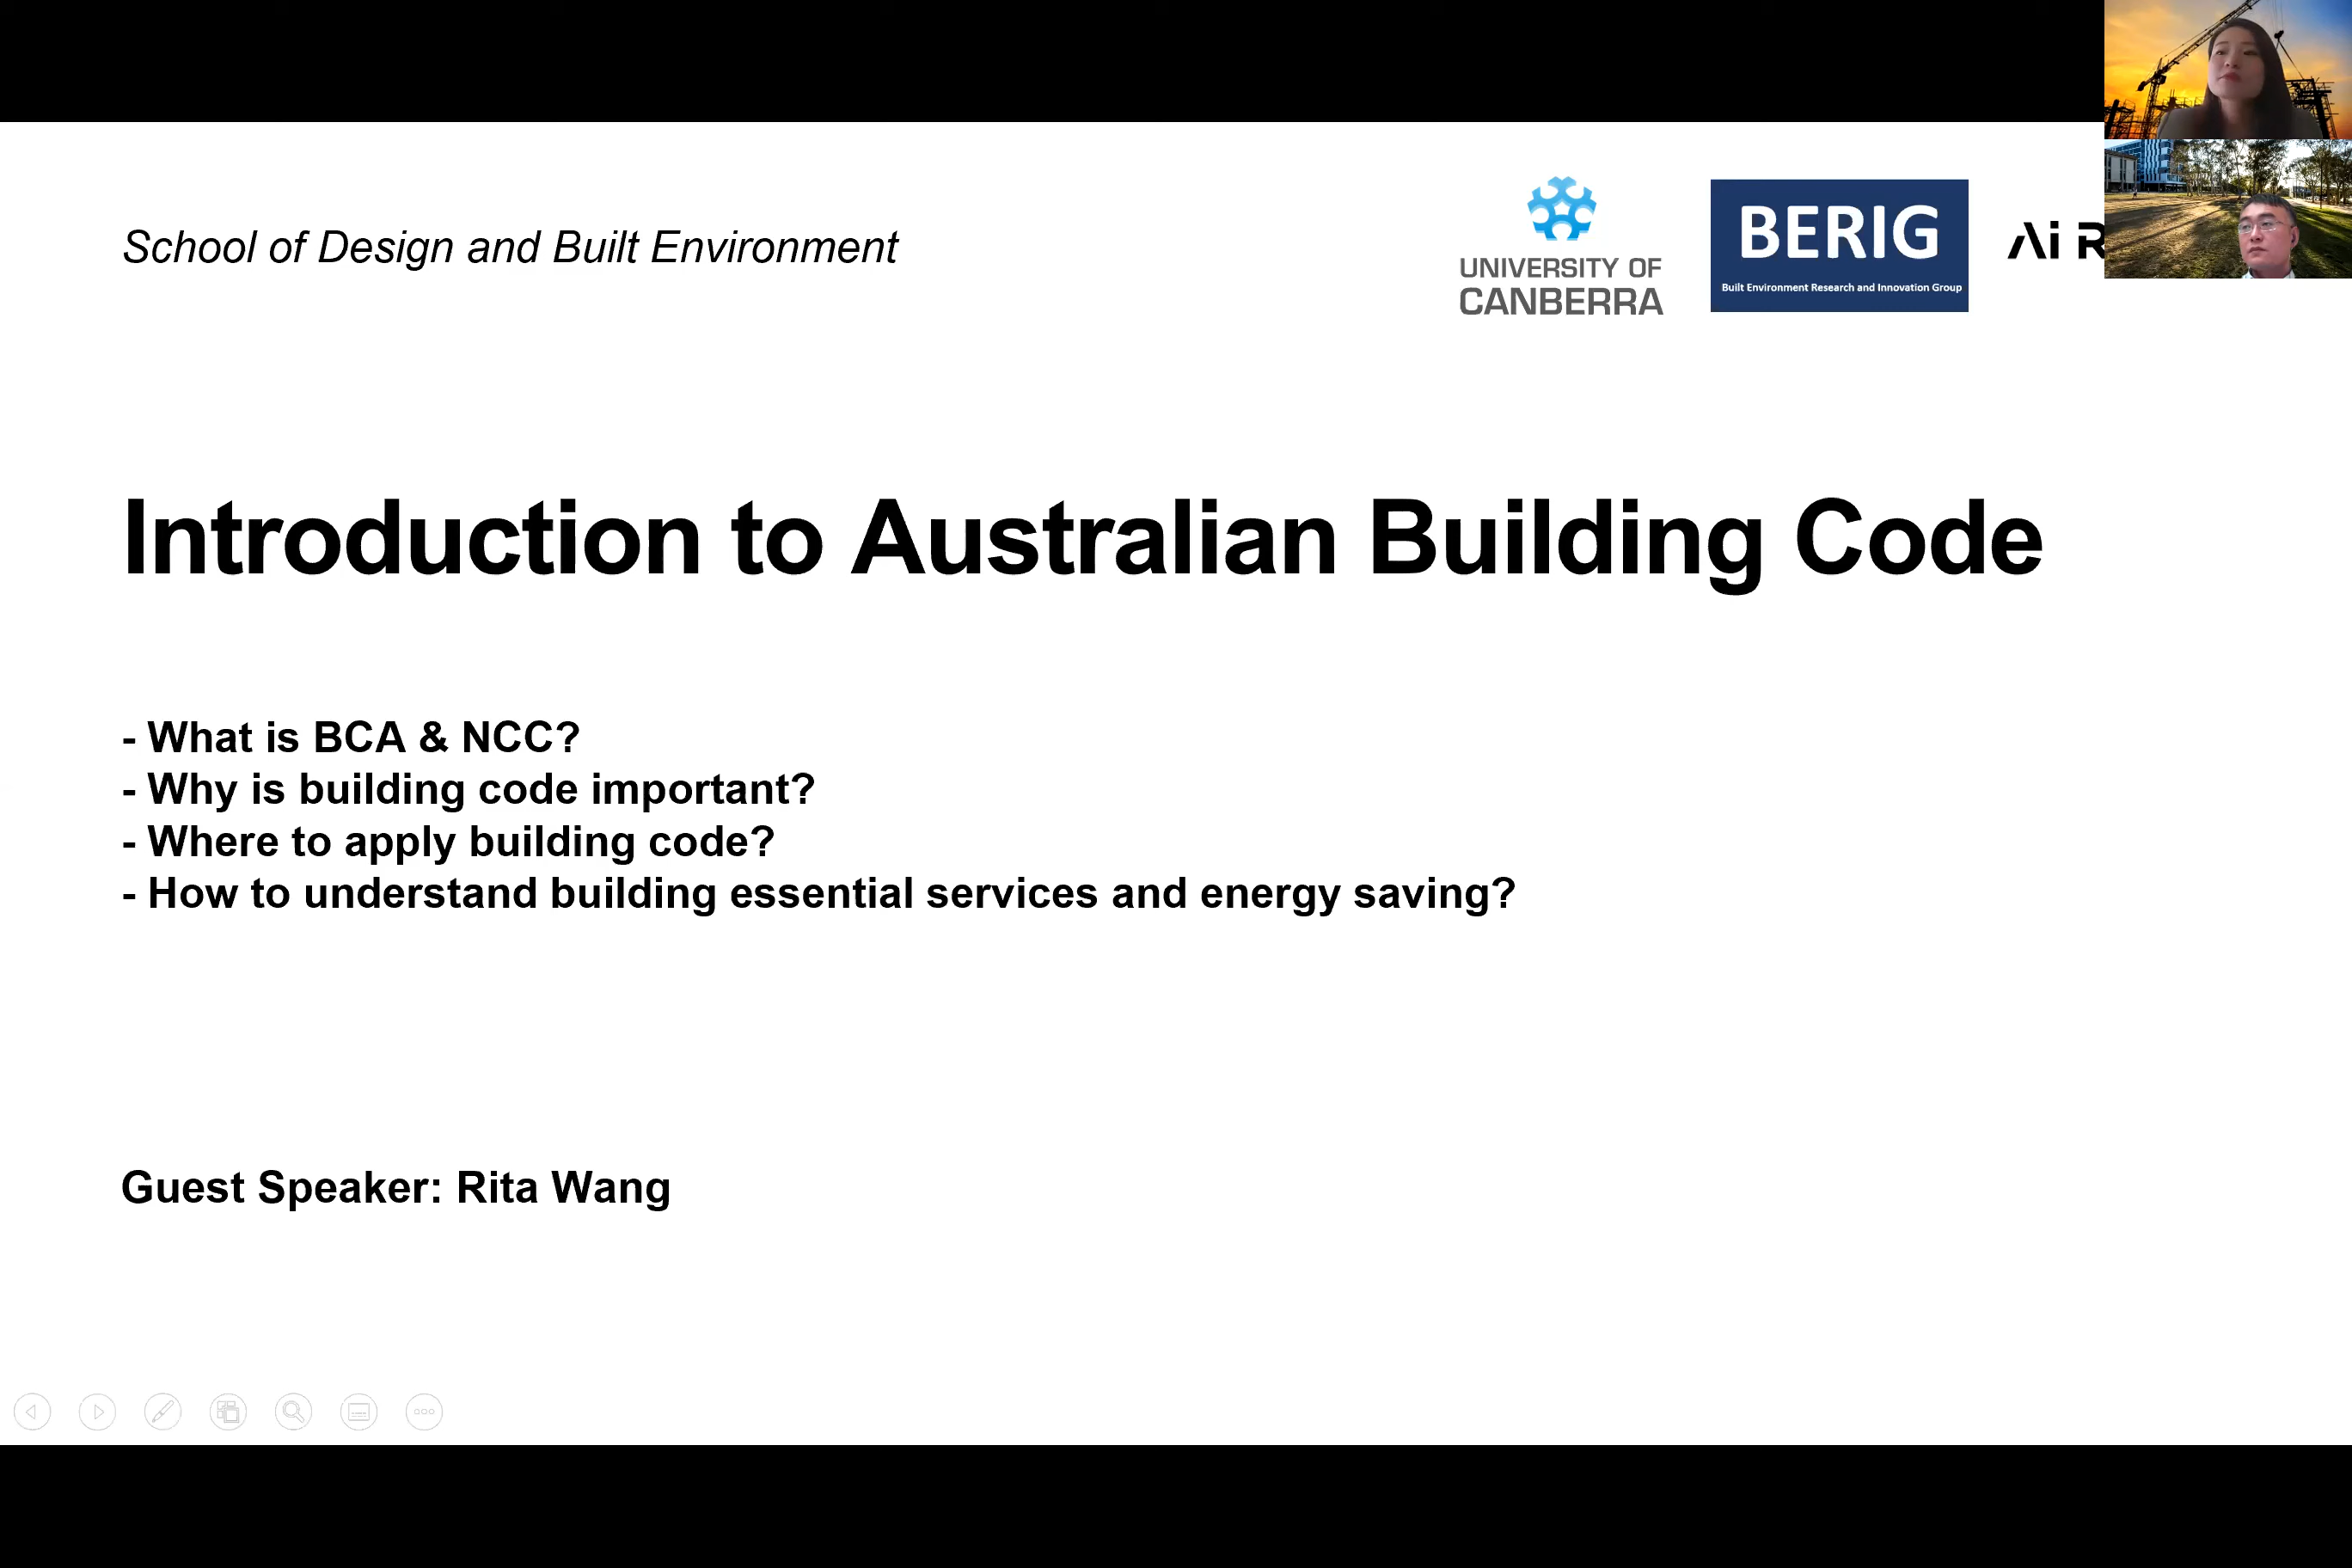 School of Design and Built Environment
UNIVERSITY OF
CANBERRA
BERIG
Built Environment Research and Innovation Group
Ai R
Introduction to Australian Building Code
- What is BCA & NCC?
- Why is building code important?
- Where to apply building code?
- How to understand building essential services and energy saving?
Guest Speaker: Rita Wang